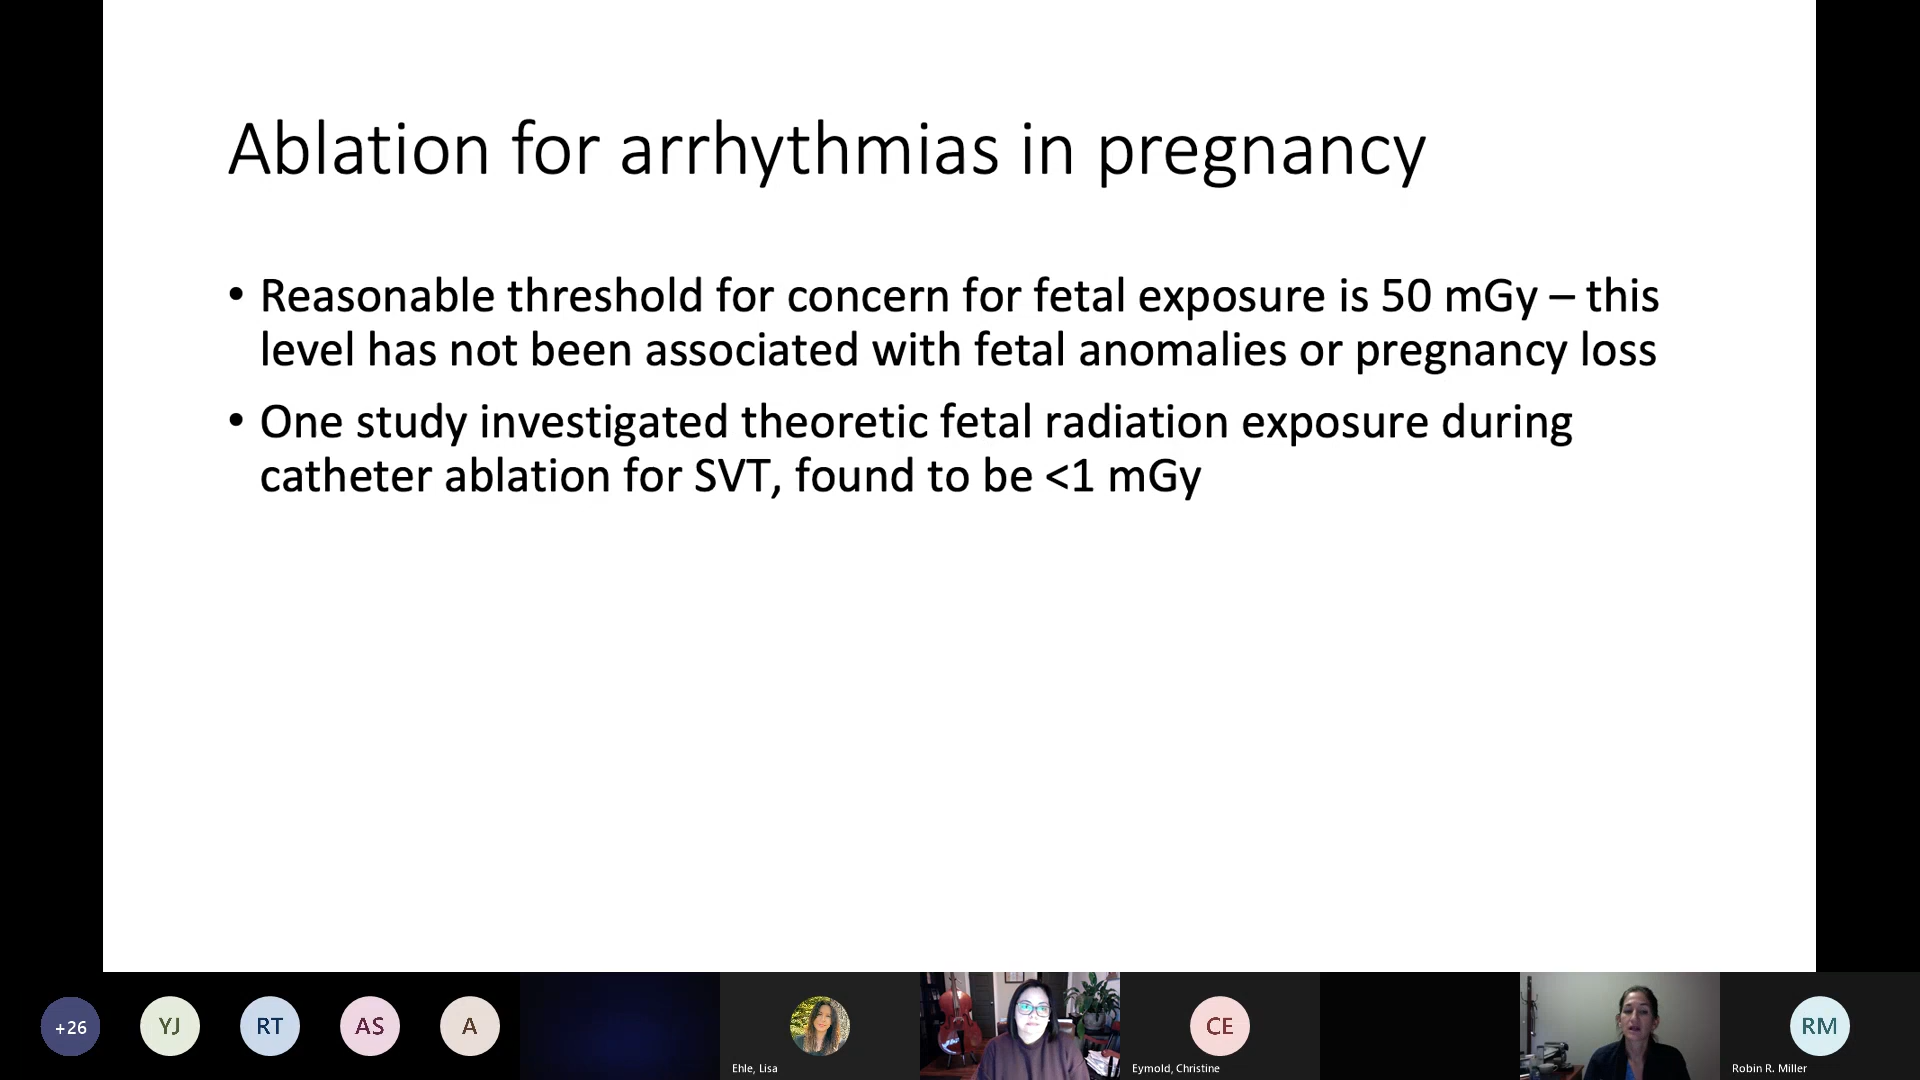 Ablation for arrhythmias in pregnancy
• Reasonable threshold for concern for fetal exposure is 50 mGy – this
level has not been associated with fetal anomalies or pregnancy loss
• One study investigated theoretic fetal radiation exposure during
catheter ablation for SVT, found to be <1 mGy
+26
YJ
RT
AS
A
CE
RM
Ehle, Lisa
Eymold, Christine
Robin R. Miller